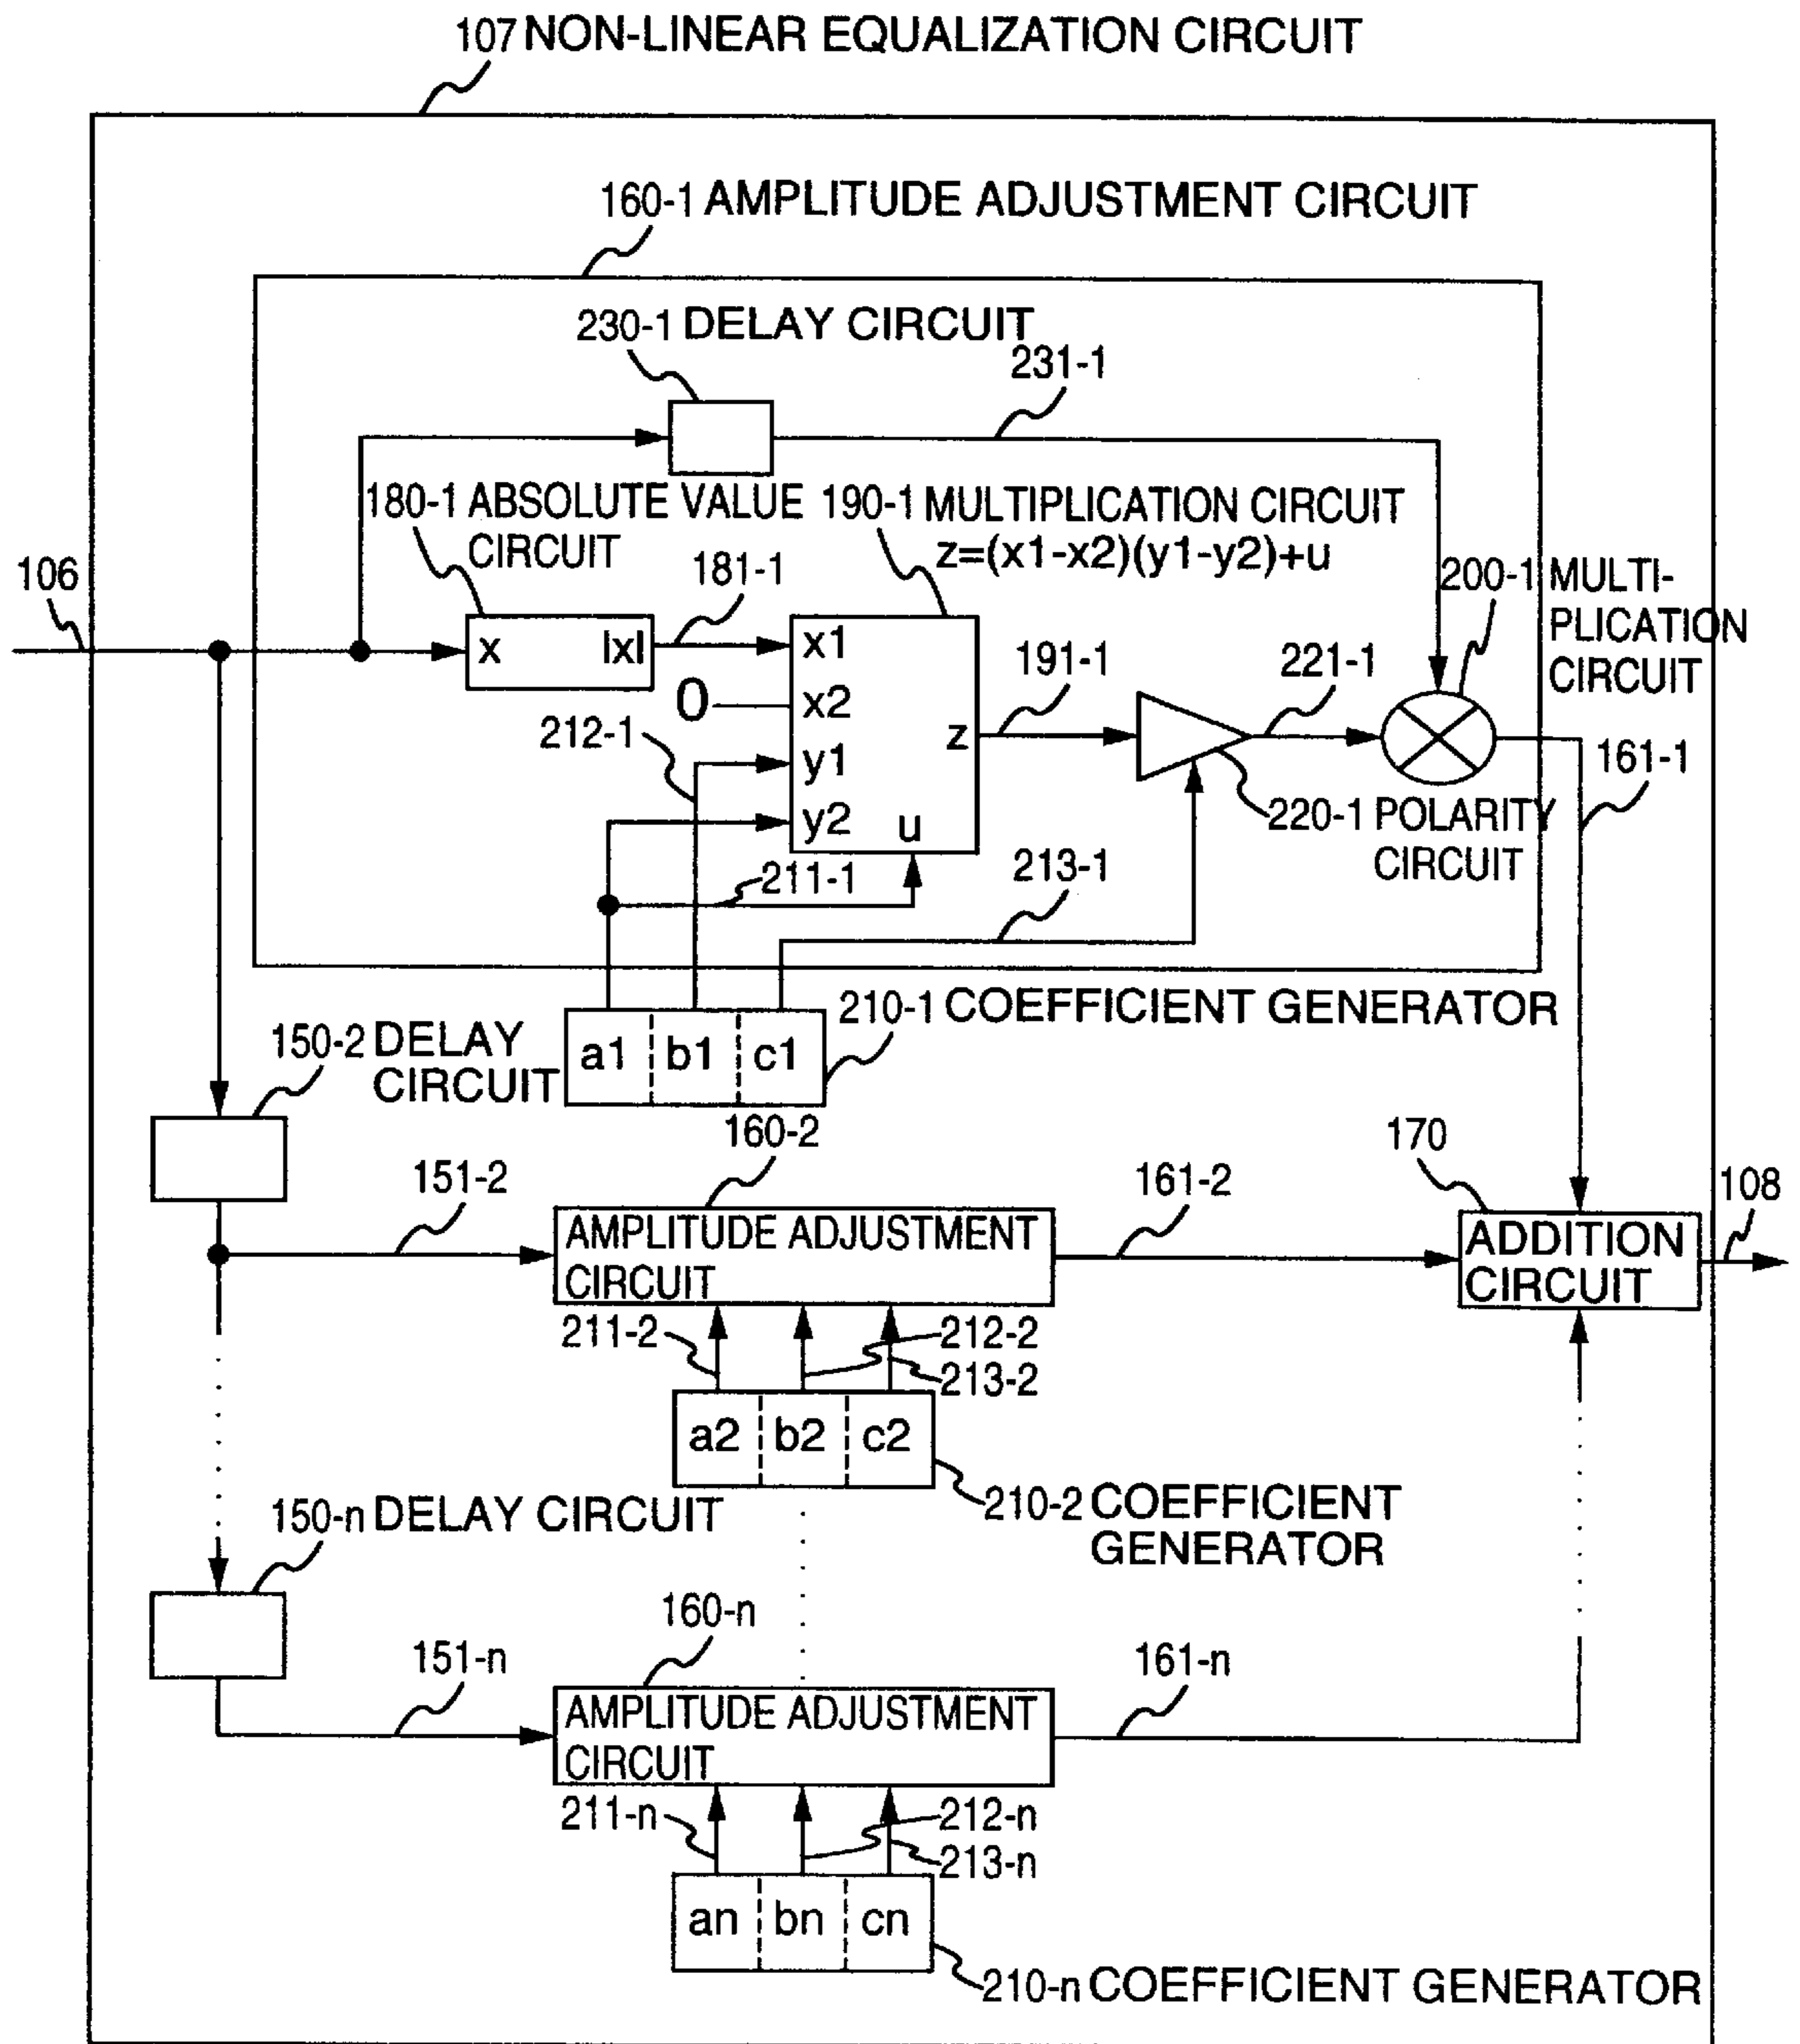 107 NON-LINEAR EQUALIZATION CIRCUIT
160-1 AMPLITUDE ADJUSTMENT CIRCUIT
230-1 DELAY CIRCUIT
231-1
180-1 ABSOLUTE VALUE
CIRCUIT
190-1 MULTIPLICATION CIRCUIT
z=(x1-x2)(y1-y2)+u
106
181-1
200-1 MULTI-
PLICATION
CIRCUIT
x |x|
x1
0
x2
y1
y2
u
z
212-1
191-1
221-1
161-1
220-1 POLARITY
CIRCUIT
211-1
213-1
210-1 COEFFICIENT GENERATOR
a1 b1 c1
150-2 DELAY
CIRCUIT
160-2
170
151-2
161-2
108
AMPLITUDE ADJUSTMENT
CIRCUIT
ADDITION
CIRCUIT
211-2
212-2
213-2
a2 b2 c2
210-2 COEFFICIENT
GENERATOR
150-n DELAY CIRCUIT
160-n
151-n
161-n
AMPLITUDE ADJUSTMENT
CIRCUIT
211-n
212-n
213-n
an bn cn
210-n COEFFICIENT GENERATOR